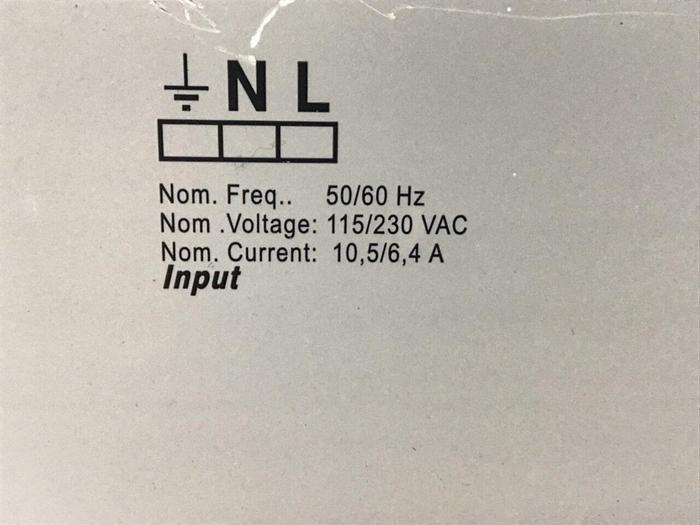 ⏚ N L
Nom. Freq.. 50/60 Hz
Nom .Voltage: 115/230 VAC
Nom. Current: 10,5/6,4 A
Input